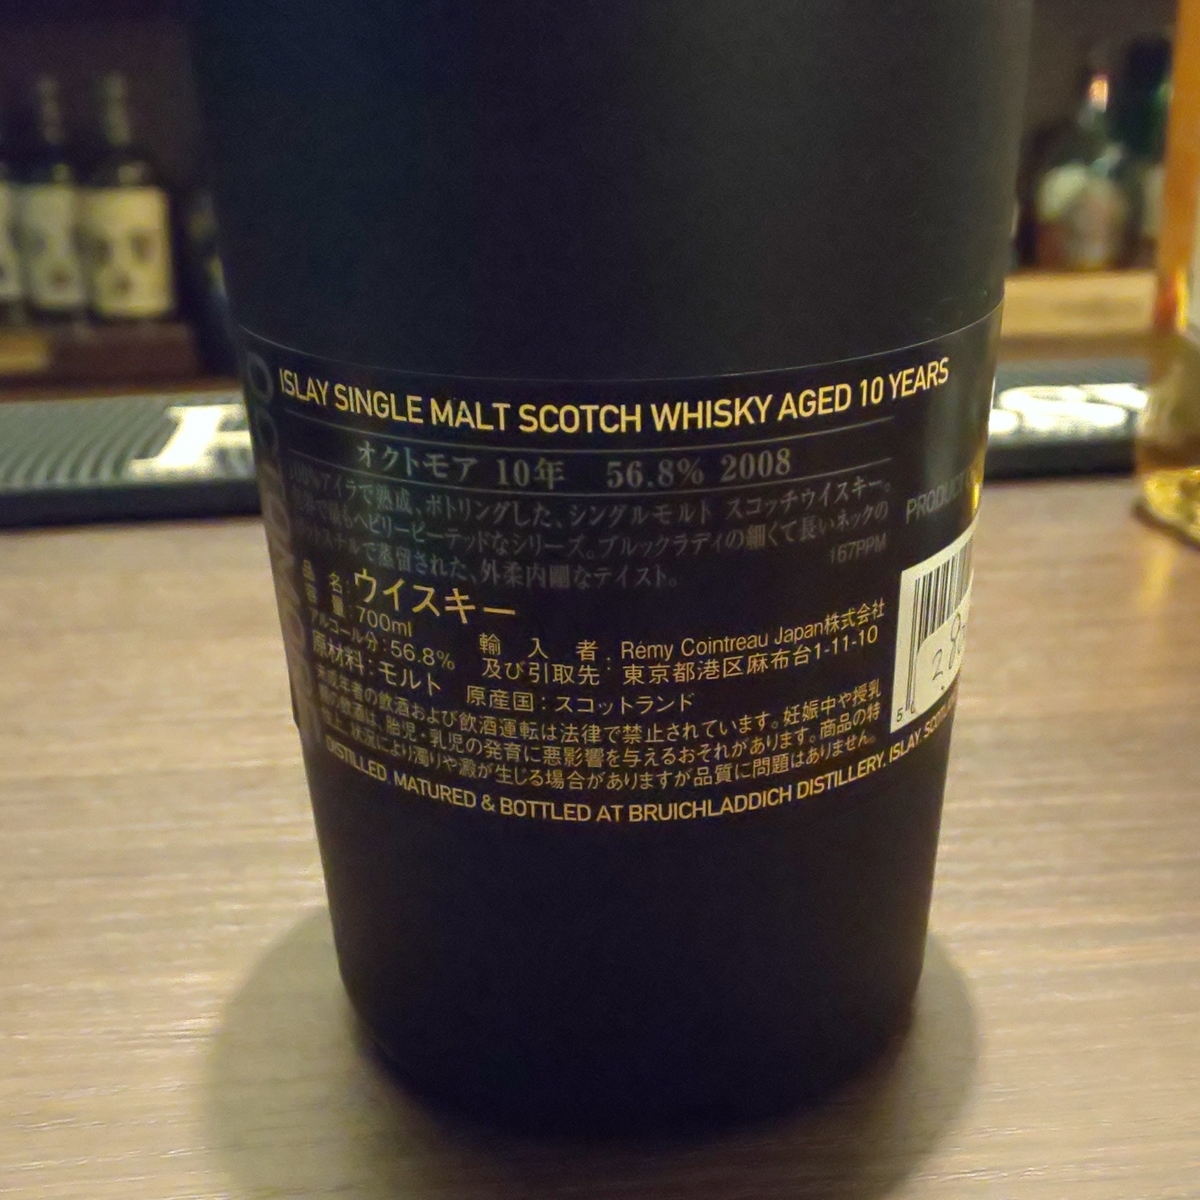 ISLAY SINGLE MALT SCOTCH WHISKY AGED 10 YEARS
オクトモア 10年 56.8% 2008
100%アイラで熟成、ボトリングした、シングルモルト スコッチウイスキー。
で最もヘビリーピーテッドなシリーズ。ブルックラディの細くて長いネックの
ットスチルで蒸留された、外柔内剛なテイスト。
167PPM
PRODUCT
品 名:ウイスキー
容 量:700ml
アルコール分:56.8%
原材料:モルト
輸 入 者 : Rémy Cointreau Japan株式会社
及び引取先 : 東京都港区麻布台1-11-10
原産国:スコットランド
未成年者の飲酒および飲酒運転は法律で禁止されています。妊娠中や授乳
期の飲酒は、胎児・乳児の発育に悪影響を与えるおそれがあります。商品の特
性上、状況により濁りや澱が生じる場合がありますが品質に問題はありません。
DISTILLED, MATURED & BOTTLED AT BRUICHLADDICH DISTILLERY, ISLAY, SCOTLAND